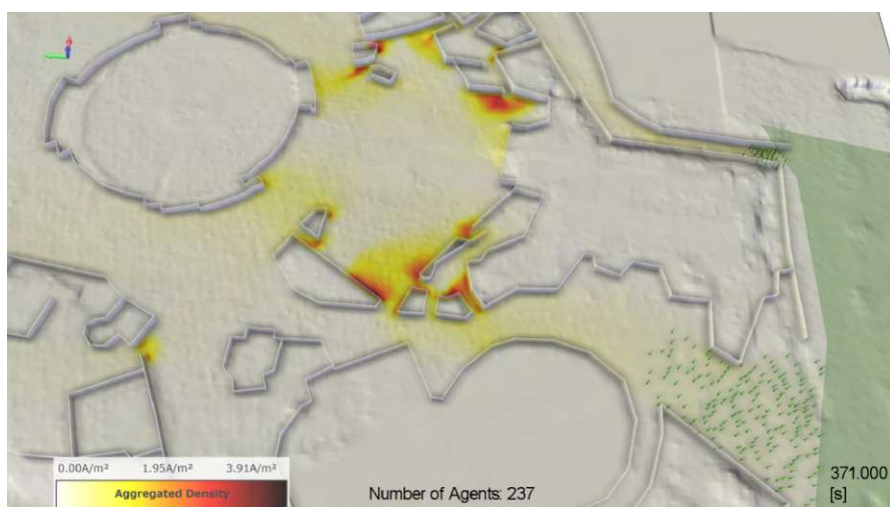 0.00A/m² 1.95A/m² 3.91A/m²
Aggregated Density
Number of Agents: 237
371.000
[s]